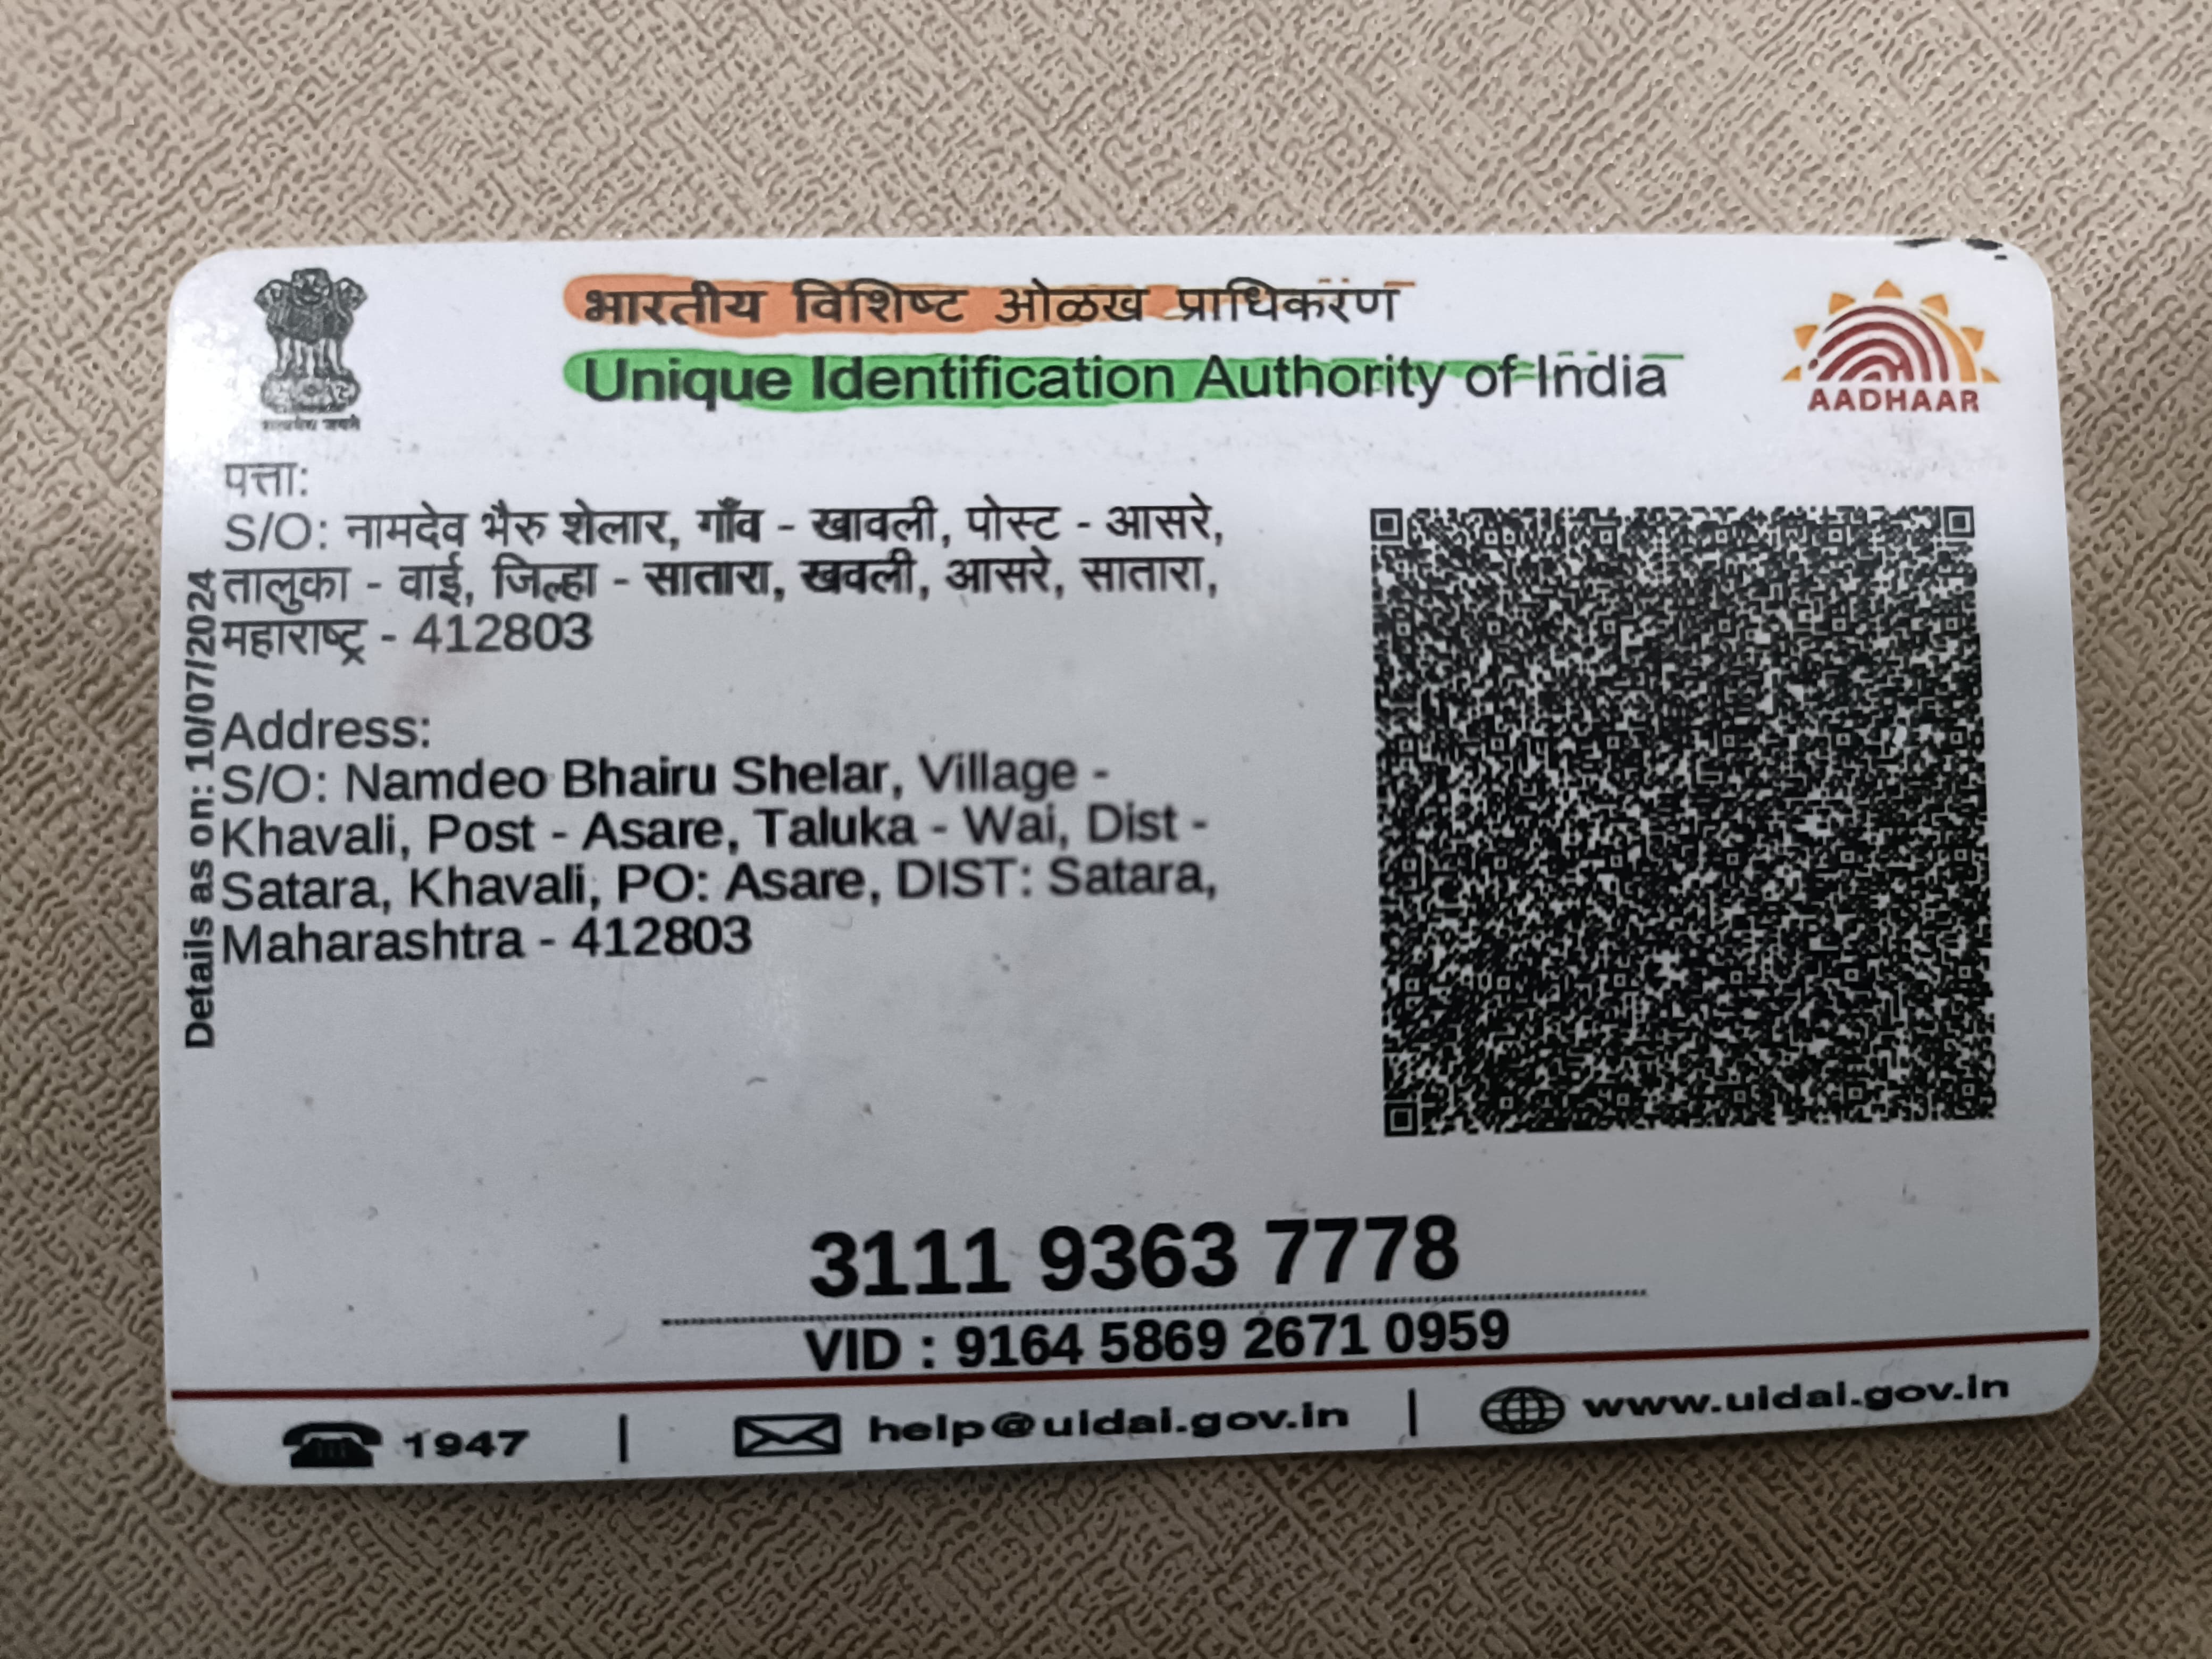 भारतीय विशिष्ट ओळख प्राधिकरण
Unique Identification Authority of India
AADHAAR
सत्यमेव जयते
पत्ता:
S/O: नामदेव भैरु शेलार, गाँव - खावली, पोस्ट - आसरे,
तालुका - वाई, जिल्हा - सातारा, खवली, आसरे, सातारा,
महाराष्ट्र - 412803
Address:
S/O: Namdeo Bhairu Shelar, Village -
Khavali, Post - Asare, Taluka - Wai, Dist -
Satara, Khavali, PO: Asare, DIST: Satara,
Maharashtra - 412803
Details as on: 10/07/2024
3111 9363 7778
VID : 9164 5869 2671 0959
1947 | help@uidai.gov.in | www.uidai.gov.in